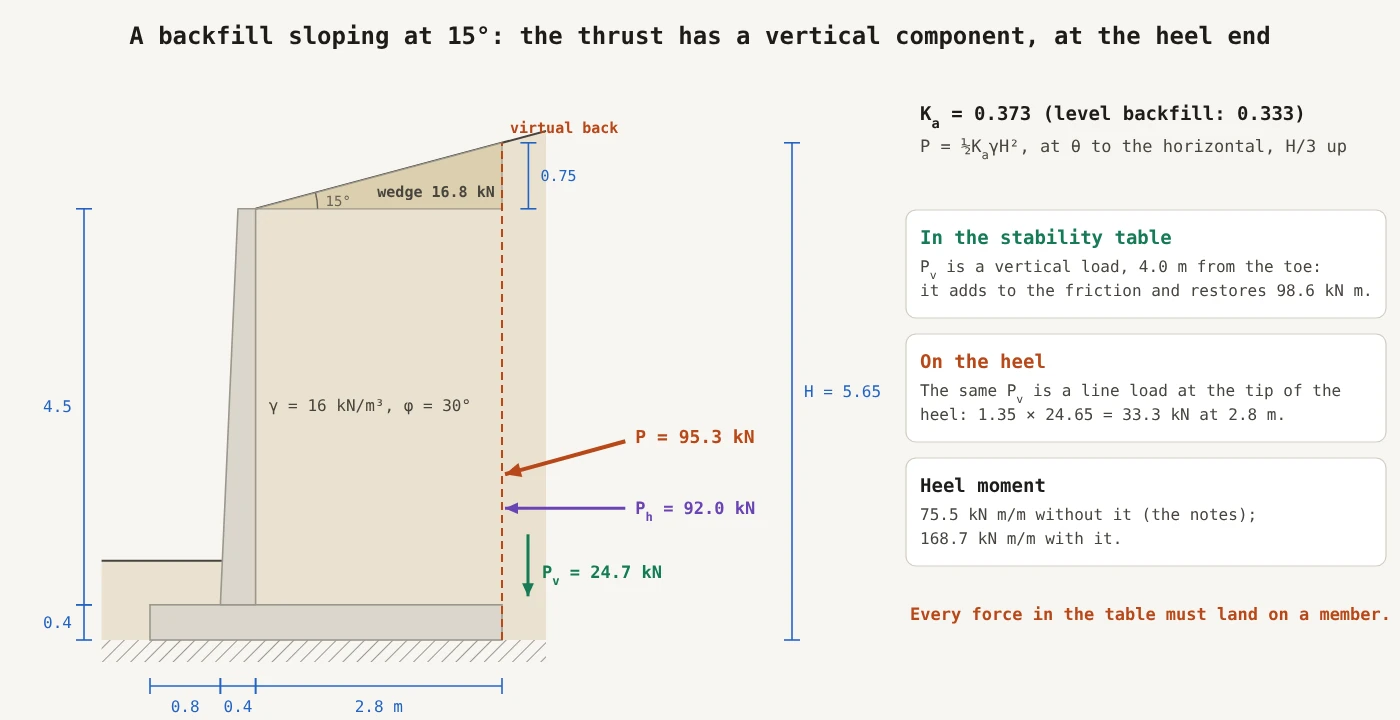 A backfill sloping at 15°: the thrust has a vertical component, at the heel end
virtual back
0.75
wedge 16.8 kN
15°
4.5
γ = 16 kN/m³, φ = 30°
H = 5.65
P = 95.3 kN
Pₕ = 92.0 kN
Pᵥ = 24.7 kN
0.4
0.8
0.4
2.8 m
Kₐ = 0.373 (level backfill: 0.333)
P = ½KₐγH², at θ to the horizontal, H/3 up
In the stability table
Pᵥ is a vertical load, 4.0 m from the toe:
it adds to the friction and restores 98.6 kN m.
On the heel
The same Pᵥ is a line load at the tip of the
heel: 1.35 × 24.65 = 33.3 kN at 2.8 m.
Heel moment
75.5 kN m/m without it (the notes);
168.7 kN m/m with it.
Every force in the table must land on a member.